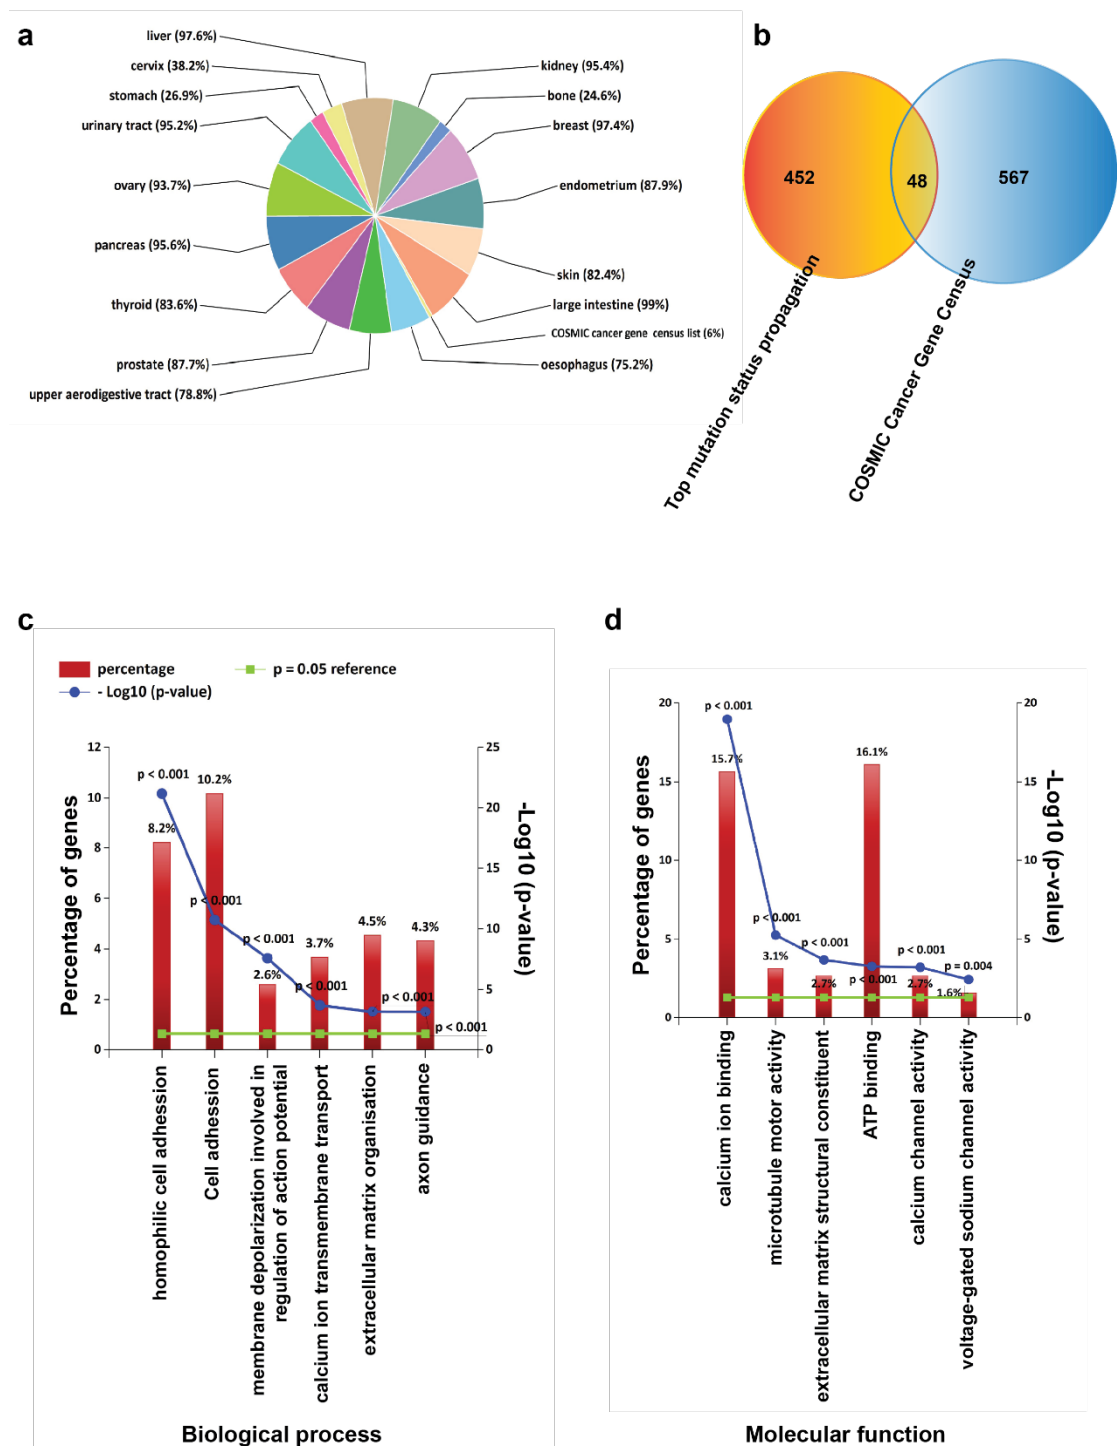 a
liver (97.6%)
cervix (38.2%)
stomach (26.9%)
urinary tract (95.2%)
ovary (93.7%)
pancreas (95.6%)
thyroid (83.6%)
prostate (87.7%)
upper aerodigestive tract (78.8%)
kidney (95.4%)
bone (24.6%)
breast (97.4%)
endometrium (87.9%)
skin (82.4%)
large intestine (99%)
COSMIC cancer gene census list (6%)
oesophagus (75.2%)
b
452
48
567
Top mutation status propagation
COSMIC Cancer Gene Census
c
percentage
p = 0.05 reference
- Log10 (p-value)
Percentage of genes
12
10
8
6
4
2
0
p < 0.001
8.2%
10.2%
p < 0.001
p < 0.001
2.6%
3.7%
p < 0.001
4.5%
p < 0.001
4.3%
p < 0.001
25
20
15
10
5
0
-Log10 (p-value)
homophilic cell adhession
Cell adhession
membrane depolarization involved in
regulation of action potential
calcium ion transmembrane transport
extracellular matrix organisation
axon guidance
Biological process
d
Percentage of genes
20
15
10
5
0
p < 0.001
15.7%
p < 0.001
3.1%
p < 0.001
2.7%
16.1%
p < 0.001
p < 0.001
2.7%
p = 0.004
1.6%
20
15
10
5
0
-Log10 (p-value)
calcium ion binding
microtubule motor activity
extracellular matrix structural constituent
ATP binding
calcium channel activity
voltage-gated sodium channel activity
Molecular function